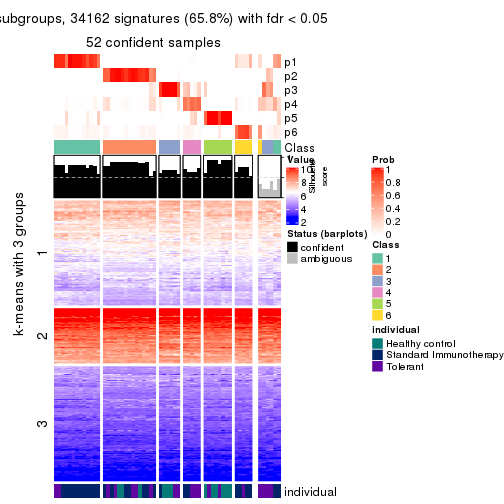 subgroups, 34162 signatures (65.8%) with fdr < 0.05
52 confident samples
p1
p2
p3
p4
p5
p6
Class
Silhouette
score
k-means with 3 groups
1
2
3
individual
Value
10
8
6
4
2
Status (barplots)
confident
ambiguous
Prob
1
0.8
0.6
0.4
0.2
0
Class
1
2
3
4
5
6
individual
Healthy control
Standard Immunotherapy
Tolerant